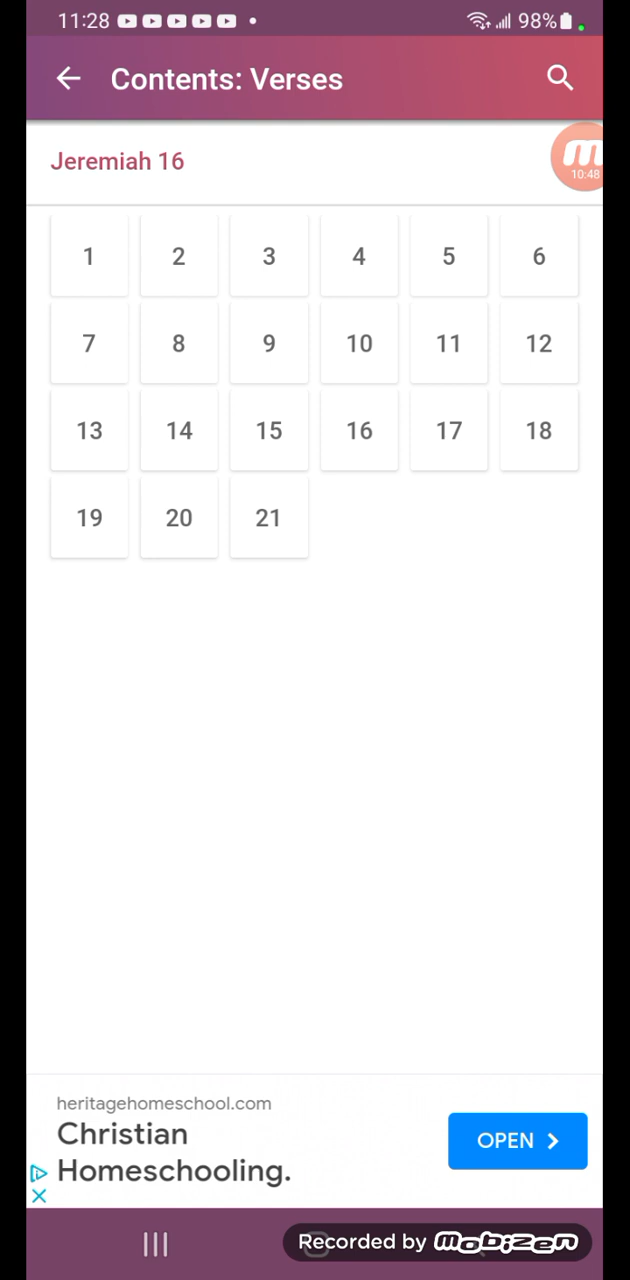 11:28 98%
Contents: Verses
Jeremiah 16
10:48
1 2 3 4 5 6
7 8 9 10 11 12
13 14 15 16 17 18
19 20 21
heritagehomeschool.com
Christian
Homeschooling.
OPEN
Recorded by mobizen